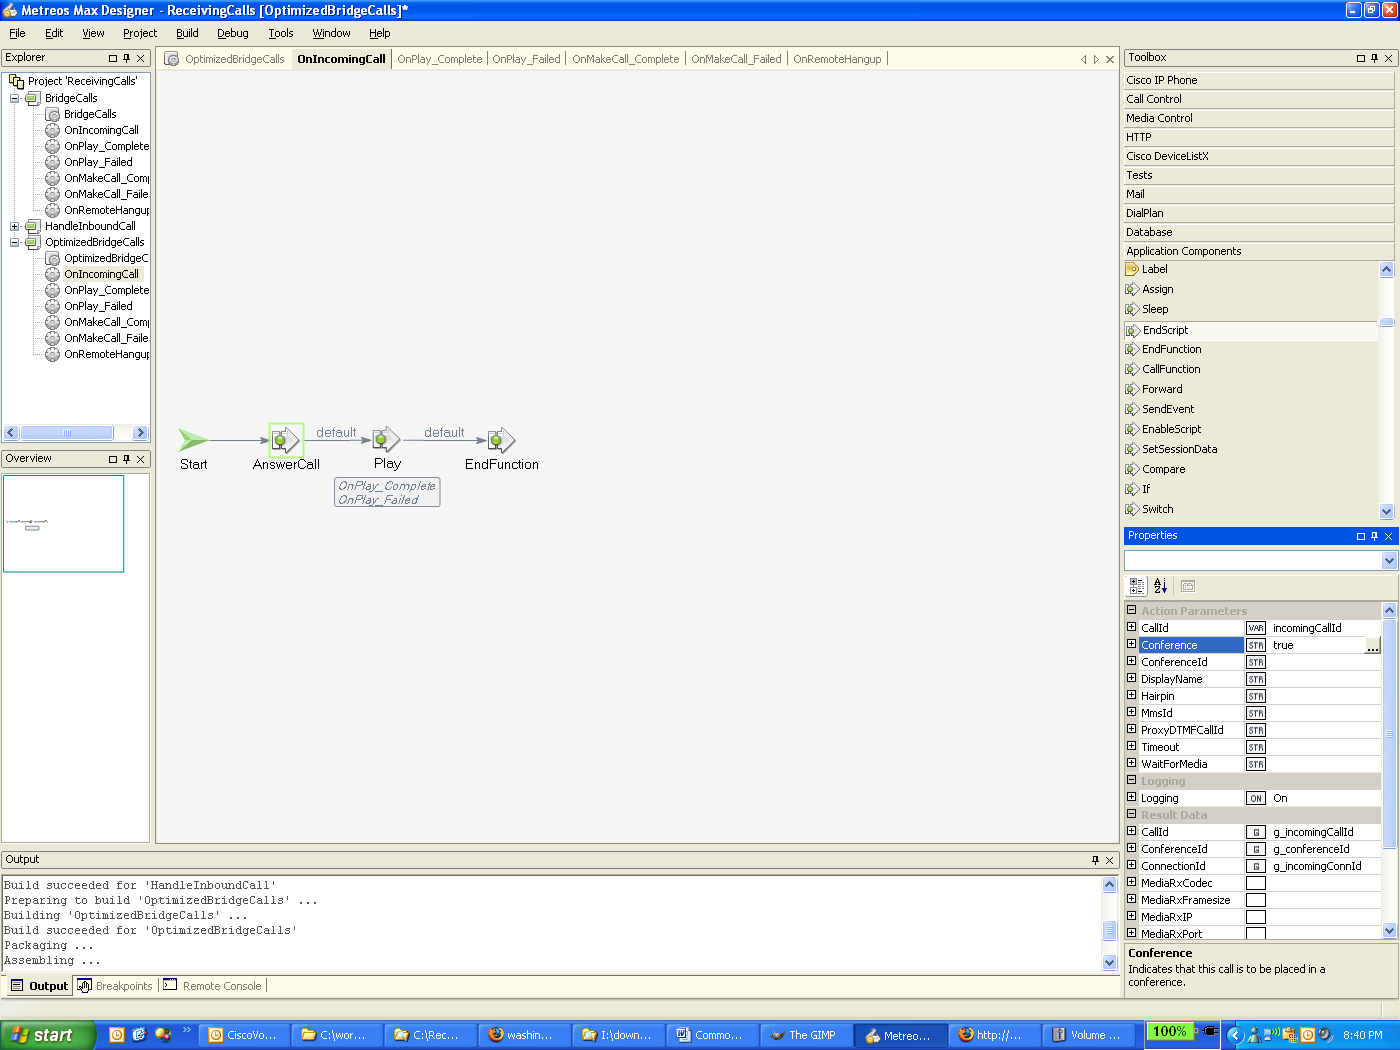 Metreos Max Designer - ReceivingCalls [OptimizedBridgeCalls]*
File Edit View Project Build Debug Tools Window Help
Explorer
Project 'ReceivingCalls'
BridgeCalls
BridgeCalls
OnIncomingCall
OnPlay_Complete
OnPlay_Failed
OnMakeCall_Comp
OnMakeCall_Faile
OnRemoteHangup
HandleInboundCall
OptimizedBridgeCalls
OptimizedBridgeC
OnIncomingCall
OnPlay_Complete
OnPlay_Failed
OnMakeCall_Comp
OnMakeCall_Faile
OnRemoteHangup
Overview
OptimizedBridgeCalls OnIncomingCall OnPlay_Complete OnPlay_Failed OnMakeCall_Complete OnMakeCall_Failed OnRemoteHangup
default default
Start AnswerCall Play EndFunction
OnPlay_Complete
OnPlay_Failed
Toolbox
Cisco IP Phone
Call Control
Media Control
HTTP
Cisco DeviceListX
Tests
Mail
DialPlan
Database
Application Components
Label
Assign
Sleep
EndScript
EndFunction
CallFunction
Forward
SendEvent
EnableScript
SetSessionData
Compare
If
Switch
Properties
Action Parameters
CallId VAR incomingCallId
Conference STR true ...
ConferenceId STR
DisplayName STR
Hairpin STR
MmsId STR
ProxyDTMFCallId STR
Timeout STR
WaitForMedia STR
Logging
Logging ON On
Result Data
CallId G g_incomingCallId
ConferenceId G g_conferenceId
ConnectionId G g_incomingConnId
MediaRxCodec
MediaRxFramesize
MediaRxIP
MediaRxPort
Conference
Indicates that this call is to be placed in a
conference.
Output
Build succeeded for 'HandleInboundCall'
Preparing to build 'OptimizedBridgeCalls' ...
Building 'OptimizedBridgeCalls' ...
Build succeeded for 'OptimizedBridgeCalls'
Packaging ...
Assembling ...
Output Breakpoints Remote Console
start CiscoVo... C:\wor... C:\Rec... washin... I:\down... Commo... The GIMP Metreo... http://... Volume ... 100% 8:40 PM